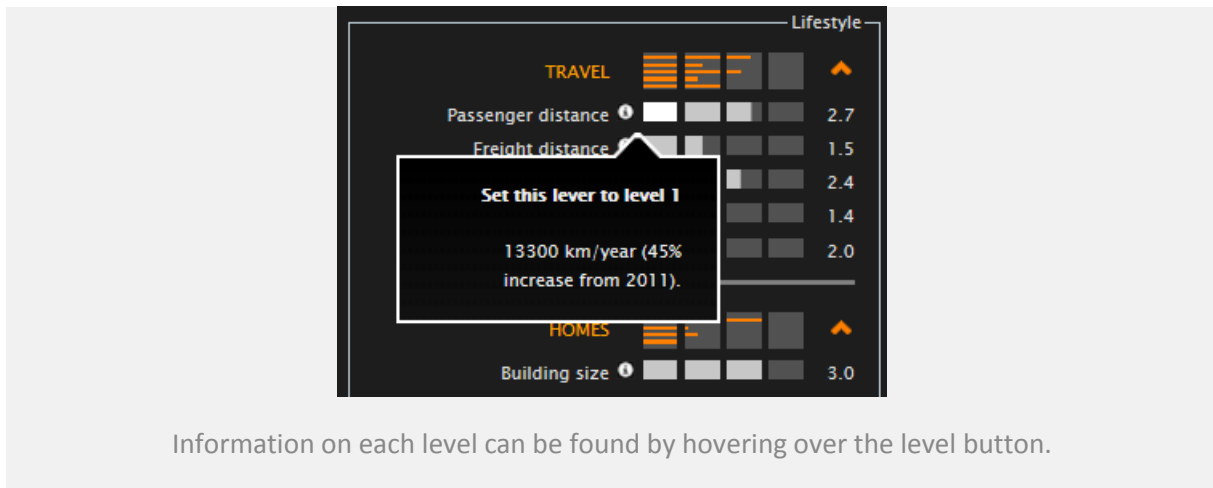 Lifestyle
TRAVEL
Passenger distance 2.7
Freight distance 1.5
2.4
1.4
2.0
Set this lever to level 1
13300 km/year (45%
increase from 2011).
HOMES
Building size 3.0
Information on each level can be found by hovering over the level button.